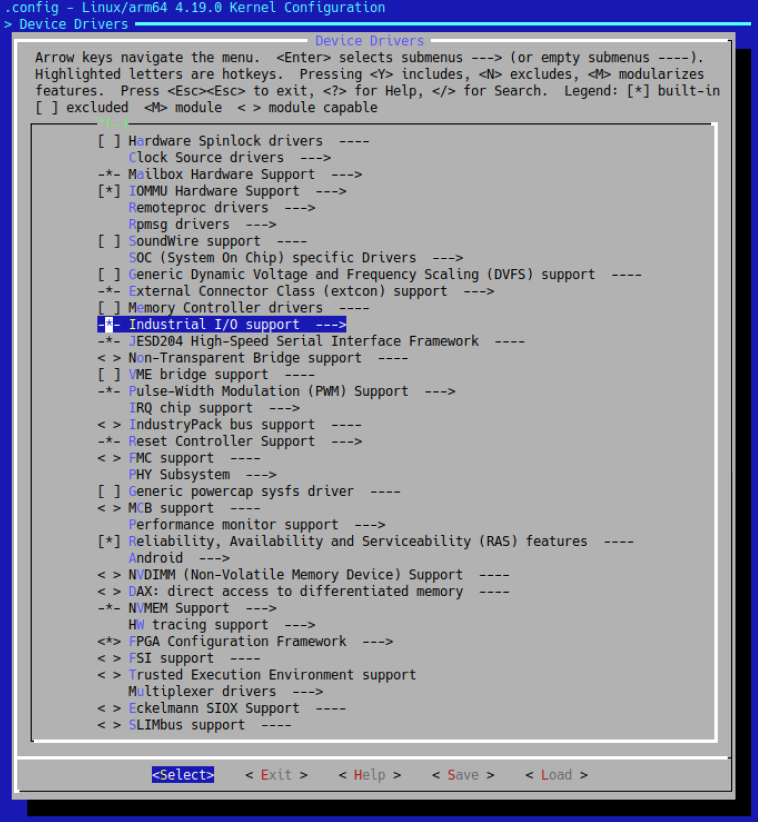 .config - Linux/arm64 4.19.0 Kernel Configuration
> Device Drivers
Device Drivers
Arrow keys navigate the menu.  <Enter> selects submenus ---> (or empty submenus ----).
Highlighted letters are hotkeys.  Pressing <Y> includes, <N> excludes, <M> modularizes
features.  Press <Esc><Esc> to exit, <?> for Help, </> for Search.  Legend: [*] built-in
[ ] excluded  <M> module  < > module capable
^(-)
[ ] Hardware Spinlock drivers  ----
Clock Source drivers  --->
-*- Mailbox Hardware Support  --->
[*] IOMMU Hardware Support  --->
Remoteproc drivers  --->
Rpmsg drivers  --->
[ ] SoundWire support  ----
SOC (System On Chip) specific Drivers  --->
[ ] Generic Dynamic Voltage and Frequency Scaling (DVFS) support  ----
-*- External Connector Class (extcon) support  --->
[ ] Memory Controller drivers  ----
-*- Industrial I/O support  --->
-*- JESD204 High-Speed Serial Interface Framework  ----
< > Non-Transparent Bridge support  ----
[ ] VME bridge support  ----
-*- Pulse-Width Modulation (PWM) Support  --->
IRQ chip support  --->
< > IndustryPack bus support  ----
-*- Reset Controller Support  --->
< > FMC support  ----
PHY Subsystem  --->
[ ] Generic powercap sysfs driver  ----
< > MCB support  ----
Performance monitor support  --->
[*] Reliability, Availability and Serviceability (RAS) features  ----
Android  --->
< > NVDIMM (Non-Volatile Memory Device) Support  ----
< > DAX: direct access to differentiated memory  ----
-*- NVMEM Support  --->
HW tracing support  --->
<*> FPGA Configuration Framework  --->
< > FSI support  ----
< > Trusted Execution Environment support
Multiplexer drivers  --->
< > Eckelmann SIOX Support  ----
< > SLIMbus support  ----
<Select>    < Exit >    < Help >    < Save >    < Load >